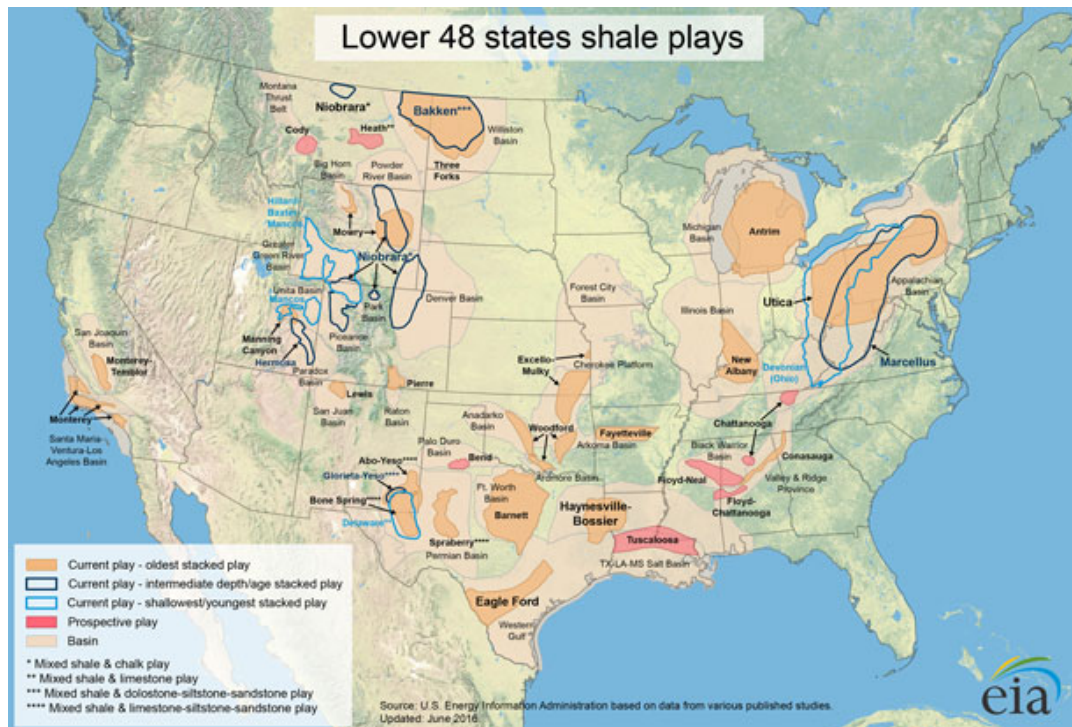 Lower 48 states shale plays
Montana
Thrust
Belt
Niobrara*
Bakken***
Cody
Heath**
Williston
Basin
Big Horn
Basin
Powder
River Basin
Three
Forks
Hilliard-
Baxter-
Mancos
Mowry
Michigan
Basin
Antrim
Greater
Green River
Basin
Niobrara*
Forest City
Basin
Appalachian
Basin
Uinta Basin
Mancos
Park
Basin
Denver Basin
Illinois Basin
Utica
San Joaquin
Basin
Manning
Canyon
Piceance
Basin
Hermosa
Excello-
Mulky
Cherokee Platform
New
Albany
Devonian
(Ohio)
Marcellus
Monterey-
Temblor
Paradox
Basin
Pierre
Lewis
Monterey
San Juan
Basin
Raton
Basin
Anadarko
Basin
Woodford
Fayetteville
Chattanooga
Santa Maria-
Ventura-Los
Angeles Basin
Palo Duro
Basin
Bend
Arkoma Basin
Black Warrior
Basin
Conasauga
Abo-Yeso****
Ardmore Basin
Floyd-Neal
Valley & Ridge
Province
Glorieta-Yeso****
Ft. Worth
Basin
Bone Spring****
Barnett
Haynesville-
Bossier
Floyd-
Chattanooga
Delaware**
Spraberry****
Permian Basin
Tuscaloosa
TX-LA-MS Salt Basin
Eagle Ford
Western
Gulf
Current play - oldest stacked play
Current play - intermediate depth/age stacked play
Current play - shallowest/youngest stacked play
Prospective play
Basin
* Mixed shale & chalk play
** Mixed shale & limestone play
*** Mixed shale & dolostone-siltstone-sandstone play
**** Mixed shale & limestone-siltstone-sandstone play
Source: U.S. Energy Information Administration based on data from various published studies.
Updated: June 2016
eia